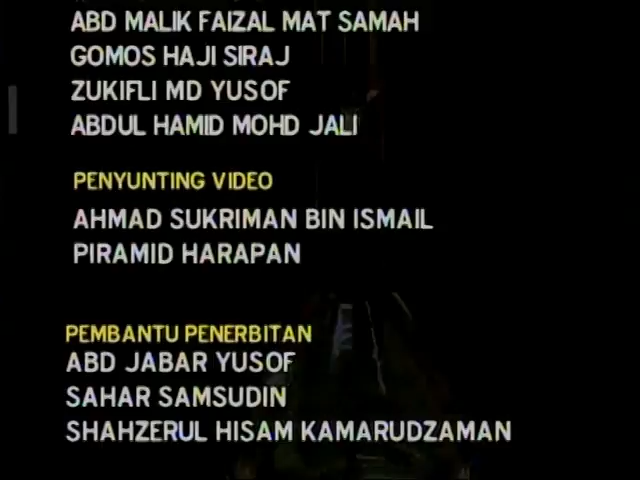 ABD MALIK FAIZAL MAT SAMAH
GOMOS HAJI SIRAJ
ZUKIFLI MD YUSOF
ABDUL HAMID MOHD JALI
PENYUNTING VIDEO
AHMAD SUKRIMAN BIN ISMAIL
PIRAMID HARAPAN
PEMBANTU PENERBITAN
ABD JABAR YUSOF
SAHAR SAMSUDIN
SHAHZERUL HISAM KAMARUDZAMAN